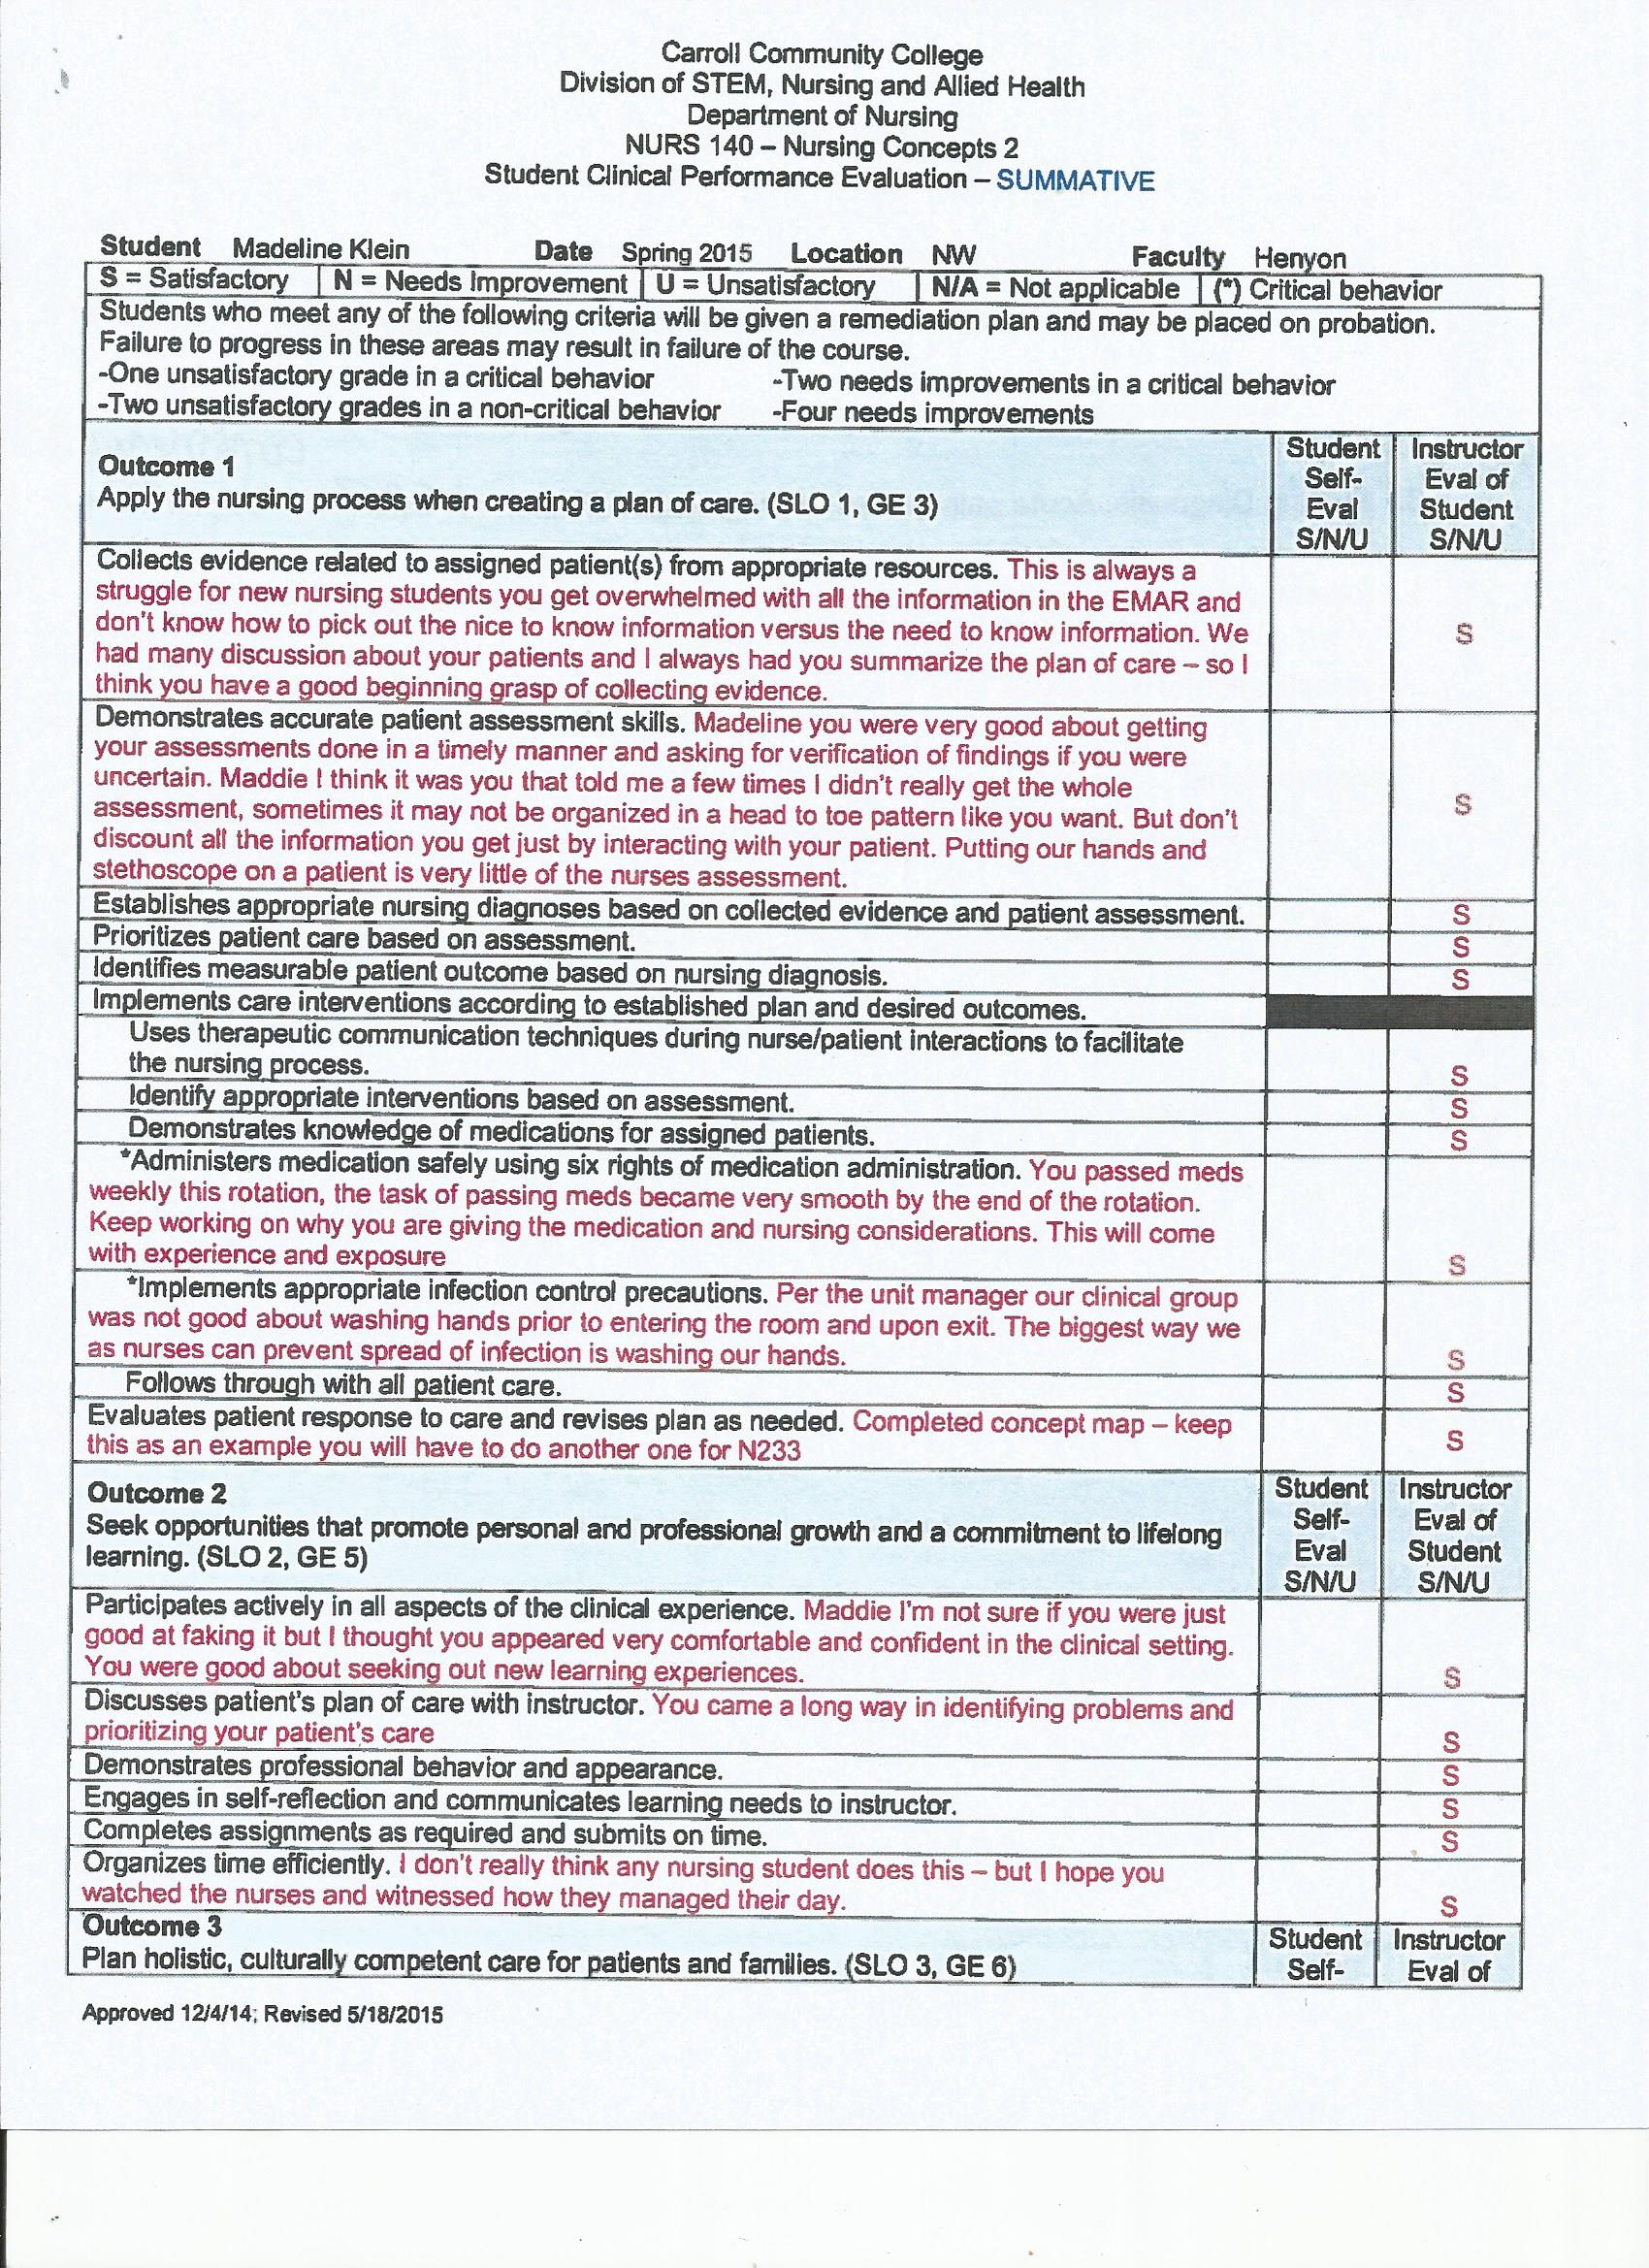 Carroll Community College
Division of STEM, Nursing and Allied Health
Department of Nursing
NURS 140 – Nursing Concepts 2
Student Clinical Performance Evaluation – SUMMATIVE
Student Madeline Klein Date Spring 2015 Location NW Faculty Henyon
S = Satisfactory N = Needs Improvement U = Unsatisfactory N/A = Not applicable (*) Critical behavior
Students who meet any of the following criteria will be given a remediation plan and may be placed on probation.
Failure to progress in these areas may result in failure of the course.
-One unsatisfactory grade in a critical behavior -Two needs improvements in a critical behavior
-Two unsatisfactory grades in a non-critical behavior -Four needs improvements
Outcome 1
Apply the nursing process when creating a plan of care. (SLO 1, GE 3)
Student
Self-
Eval
S/N/U
Instructor
Eval of
Student
S/N/U
Collects evidence related to assigned patient(s) from appropriate resources. This is always a
struggle for new nursing students you get overwhelmed with all the information in the EMAR and
don't know how to pick out the nice to know information versus the need to know information. We
had many discussion about your patients and I always had you summarize the plan of care – so I
think you have a good beginning grasp of collecting evidence.
S
Demonstrates accurate patient assessment skills. Madeline you were very good about getting
your assessments done in a timely manner and asking for verification of findings if you were
uncertain. Maddie I think it was you that told me a few times I didn't really get the whole
assessment, sometimes it may not be organized in a head to toe pattern like you want. But don't
discount all the information you get just by interacting with your patient. Putting our hands and
stethoscope on a patient is very little of the nurses assessment.
S
Establishes appropriate nursing diagnoses based on collected evidence and patient assessment. S
Prioritizes patient care based on assessment. S
Identifies measurable patient outcome based on nursing diagnosis. S
Implements care interventions according to established plan and desired outcomes.
Uses therapeutic communication techniques during nurse/patient interactions to facilitate
the nursing process. S
Identify appropriate interventions based on assessment. S
Demonstrates knowledge of medications for assigned patients. S
*Administers medication safely using six rights of medication administration. You passed meds
weekly this rotation, the task of passing meds became very smooth by the end of the rotation.
Keep working on why you are giving the medication and nursing considerations. This will come
with experience and exposure S
*Implements appropriate infection control precautions. Per the unit manager our clinical group
was not good about washing hands prior to entering the room and upon exit. The biggest way we
as nurses can prevent spread of infection is washing our hands. S
Follows through with all patient care. S
Evaluates patient response to care and revises plan as needed. Completed concept map – keep
this as an example you will have to do another one for N233 S
Outcome 2
Seek opportunities that promote personal and professional growth and a commitment to lifelong
learning. (SLO 2, GE 5)
Student
Self-
Eval
S/N/U
Instructor
Eval of
Student
S/N/U
Participates actively in all aspects of the clinical experience. Maddie I'm not sure if you were just
good at faking it but I thought you appeared very comfortable and confident in the clinical setting.
You were good about seeking out new learning experiences. S
Discusses patient's plan of care with instructor. You came a long way in identifying problems and
prioritizing your patient's care S
Demonstrates professional behavior and appearance. S
Engages in self-reflection and communicates learning needs to instructor. S
Completes assignments as required and submits on time. S
Organizes time efficiently. I don't really think any nursing student does this – but I hope you
watched the nurses and witnessed how they managed their day. S
Outcome 3
Plan holistic, culturally competent care for patients and families. (SLO 3, GE 6)
Student
Self-
Instructor
Eval of
Approved 12/4/14; Revised 5/18/2015